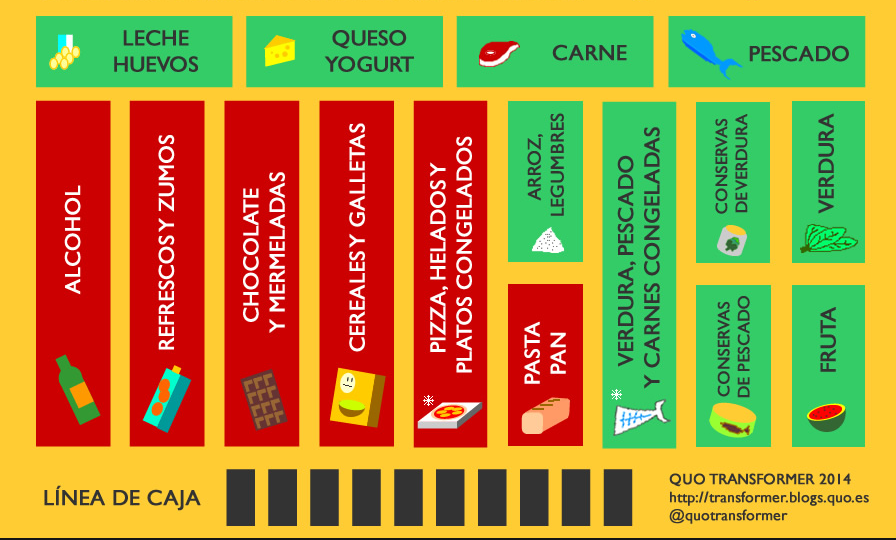 LECHE
HUEVOS
QUESO
YOGURT
CARNE
PESCADO
ALCOHOL
REFRESCOS Y ZUMOS
CHOCOLATE
Y MERMELADAS
CEREALES Y GALLETAS
PIZZA, HELADOS Y
PLATOS CONGELADOS
ARROZ,
LEGUMBRES
PASTA
PAN
VERDURA, PESCADO
Y CARNES CONGELADAS
CONSERVAS
DE VERDURA
CONSERVAS
DE PESCADO
VERDURA
FRUTA
LÍNEA DE CAJA
QUO TRANSFORMER 2014
http://transformer.blogs.quo.es
@quotransformer